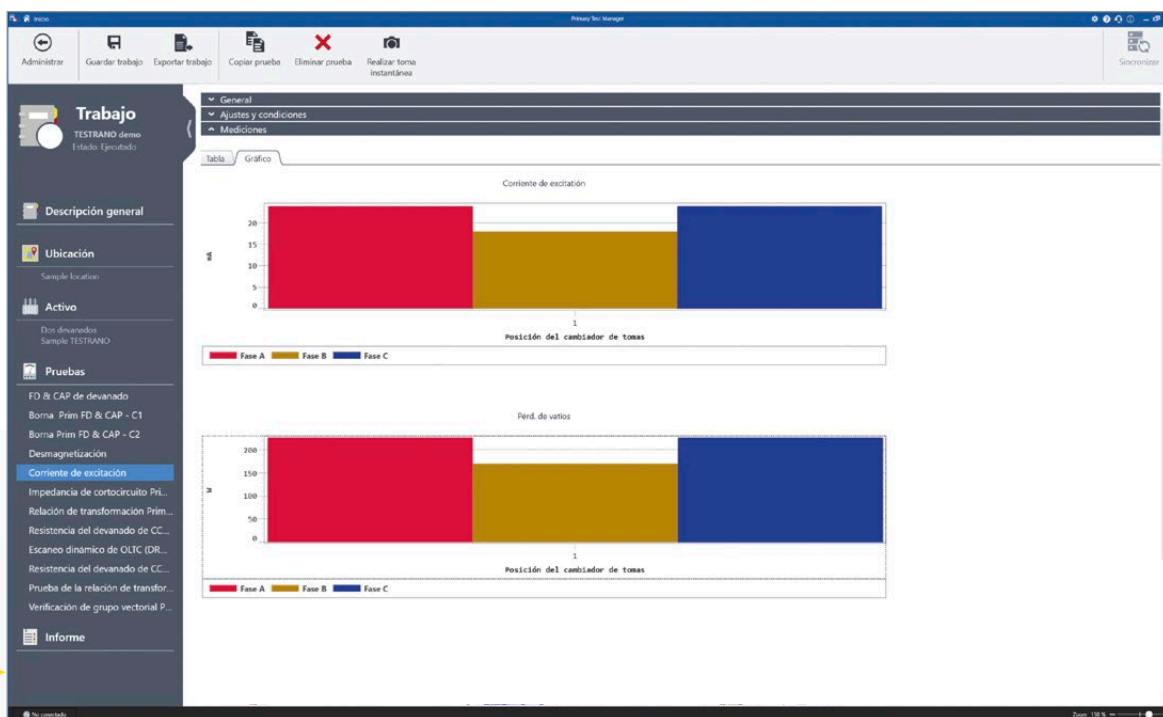 Inicio
Primary Test Manager
Administrar
Guardar trabajo
Exportar trabajo
Copiar prueba
Eliminar prueba
Realizar toma
instantánea
Sincronizar
Trabajo
TESTRANO demo
Estado: Ejecutado
Descripción general
Ubicación
Sample location
Activo
Dos devanados
Sample TESTRANO
Pruebas
FD & CAP de devanado
Borna Prim FD & CAP - C1
Borna Prim FD & CAP - C2
Desmagnetización
Corriente de excitación
Impedancia de cortocircuito Pri...
Relación de transformación Prim...
Resistencia del devanado de CC...
Escaneo dinámico de OLTC (DR...
Resistencia del devanado de CC...
Prueba de la relación de transfor...
Verificación de grupo vectorial P...
Informe
General
Ajustes y condiciones
Mediciones
Tabla
Gráfico
Corriente de excitatión
mA
20
15
10
5
0
1
Posición del cambiador de tomas
Fase A Fase B Fase C
Pérd. de vatios
W
200
150
100
50
0
1
Posición del cambiador de tomas
Fase A Fase B Fase C
No conectado
Zoom 130 %